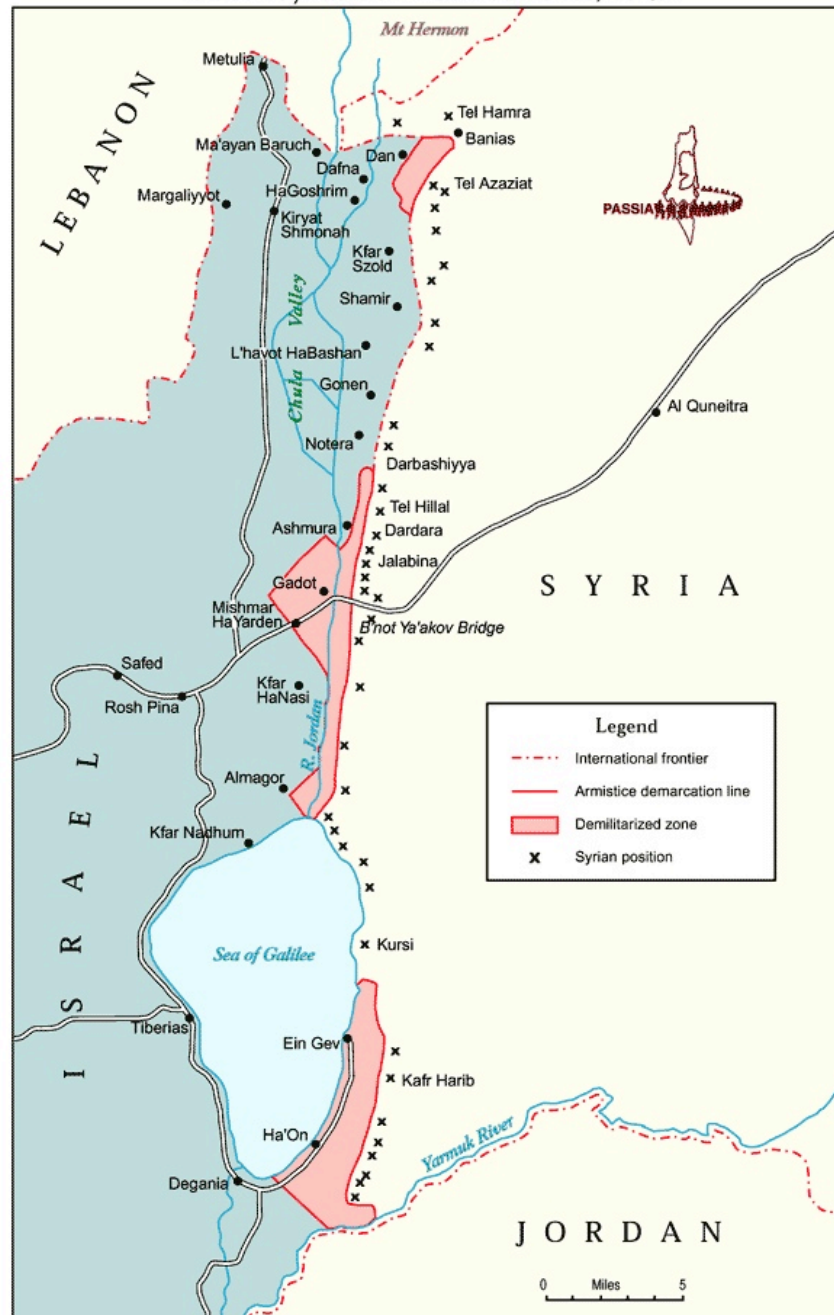 Mt Hermon
Metulia
LEBANON
Tel Hamra
Banias
Ma'ayan Baruch
Dan
Dafna
Tel Azaziat
HaGoshrim
Margaliyyot
Kiryat
Shmonah
PASSIA
Kfar
Szold
Shamir
Chula Valley
L'havot HaBashan
Gonen
Al Quneitra
Notera
Darbashiyya
Tel Hillal
Ashmura
Dardara
Jalabina
Gadot
SYRIA
Mishmar
HaYarden
B'not Ya'akov Bridge
Safed
Kfar
HaNasi
Rosh Pina
R. Jordan
Legend
International frontier
Armistice demarcation line
Demilitarized zone
x Syrian position
Almagor
Kfar Nadhum
ISRAEL
Sea of Galilee
Kursi
Tiberias
Ein Gev
Kafr Harib
Ha'On
Yarmuk River
Degania
JORDAN
0 Miles 5